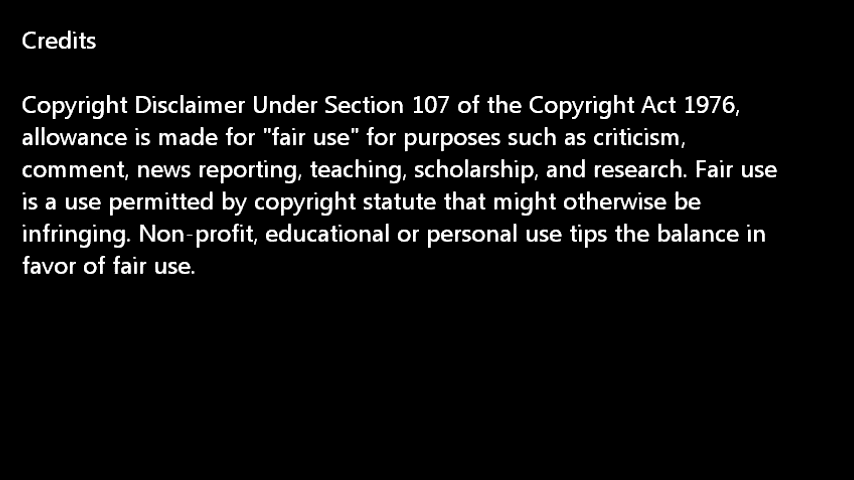 Credits
Copyright Disclaimer Under Section 107 of the Copyright Act 1976,
allowance is made for "fair use" for purposes such as criticism,
comment, news reporting, teaching, scholarship, and research. Fair use
is a use permitted by copyright statute that might otherwise be
infringing. Non-profit, educational or personal use tips the balance in
favor of fair use.